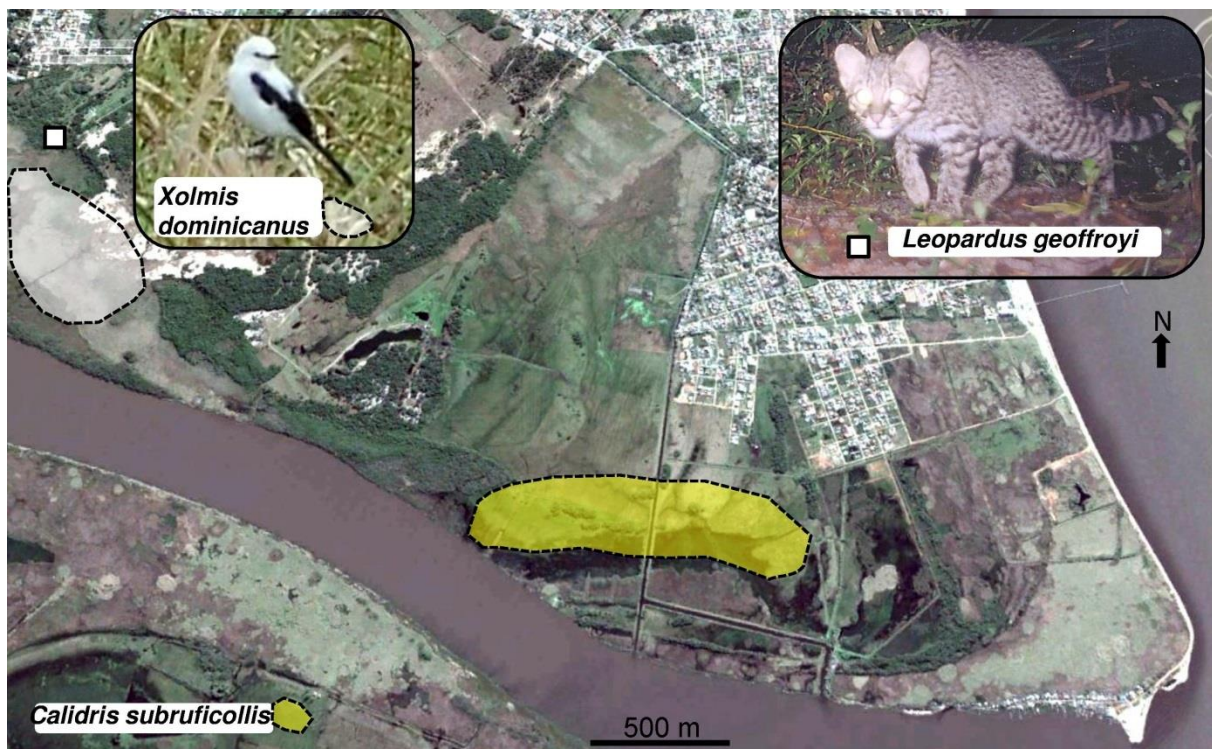 Xolmis
dominicanus
Leopardus geoffroyi
N
Calidris subruficollis
500 m